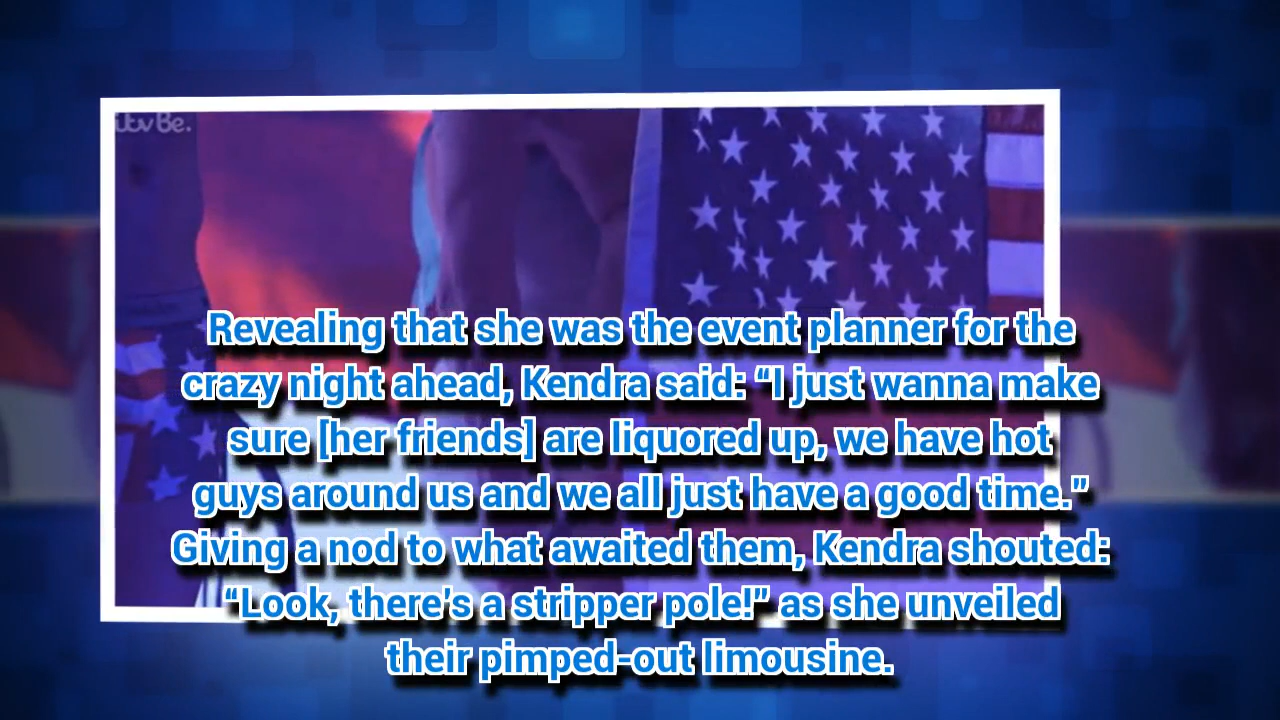 itv Be.
Revealing that she was the event planner for the
crazy night ahead, Kendra said: “I just wanna make
sure [her friends] are liquored up, we have hot
guys around us and we all just have a good time.”
Giving a nod to what awaited them, Kendra shouted:
“Look, there’s a stripper pole!” as she unveiled
their pimped-out limousine.